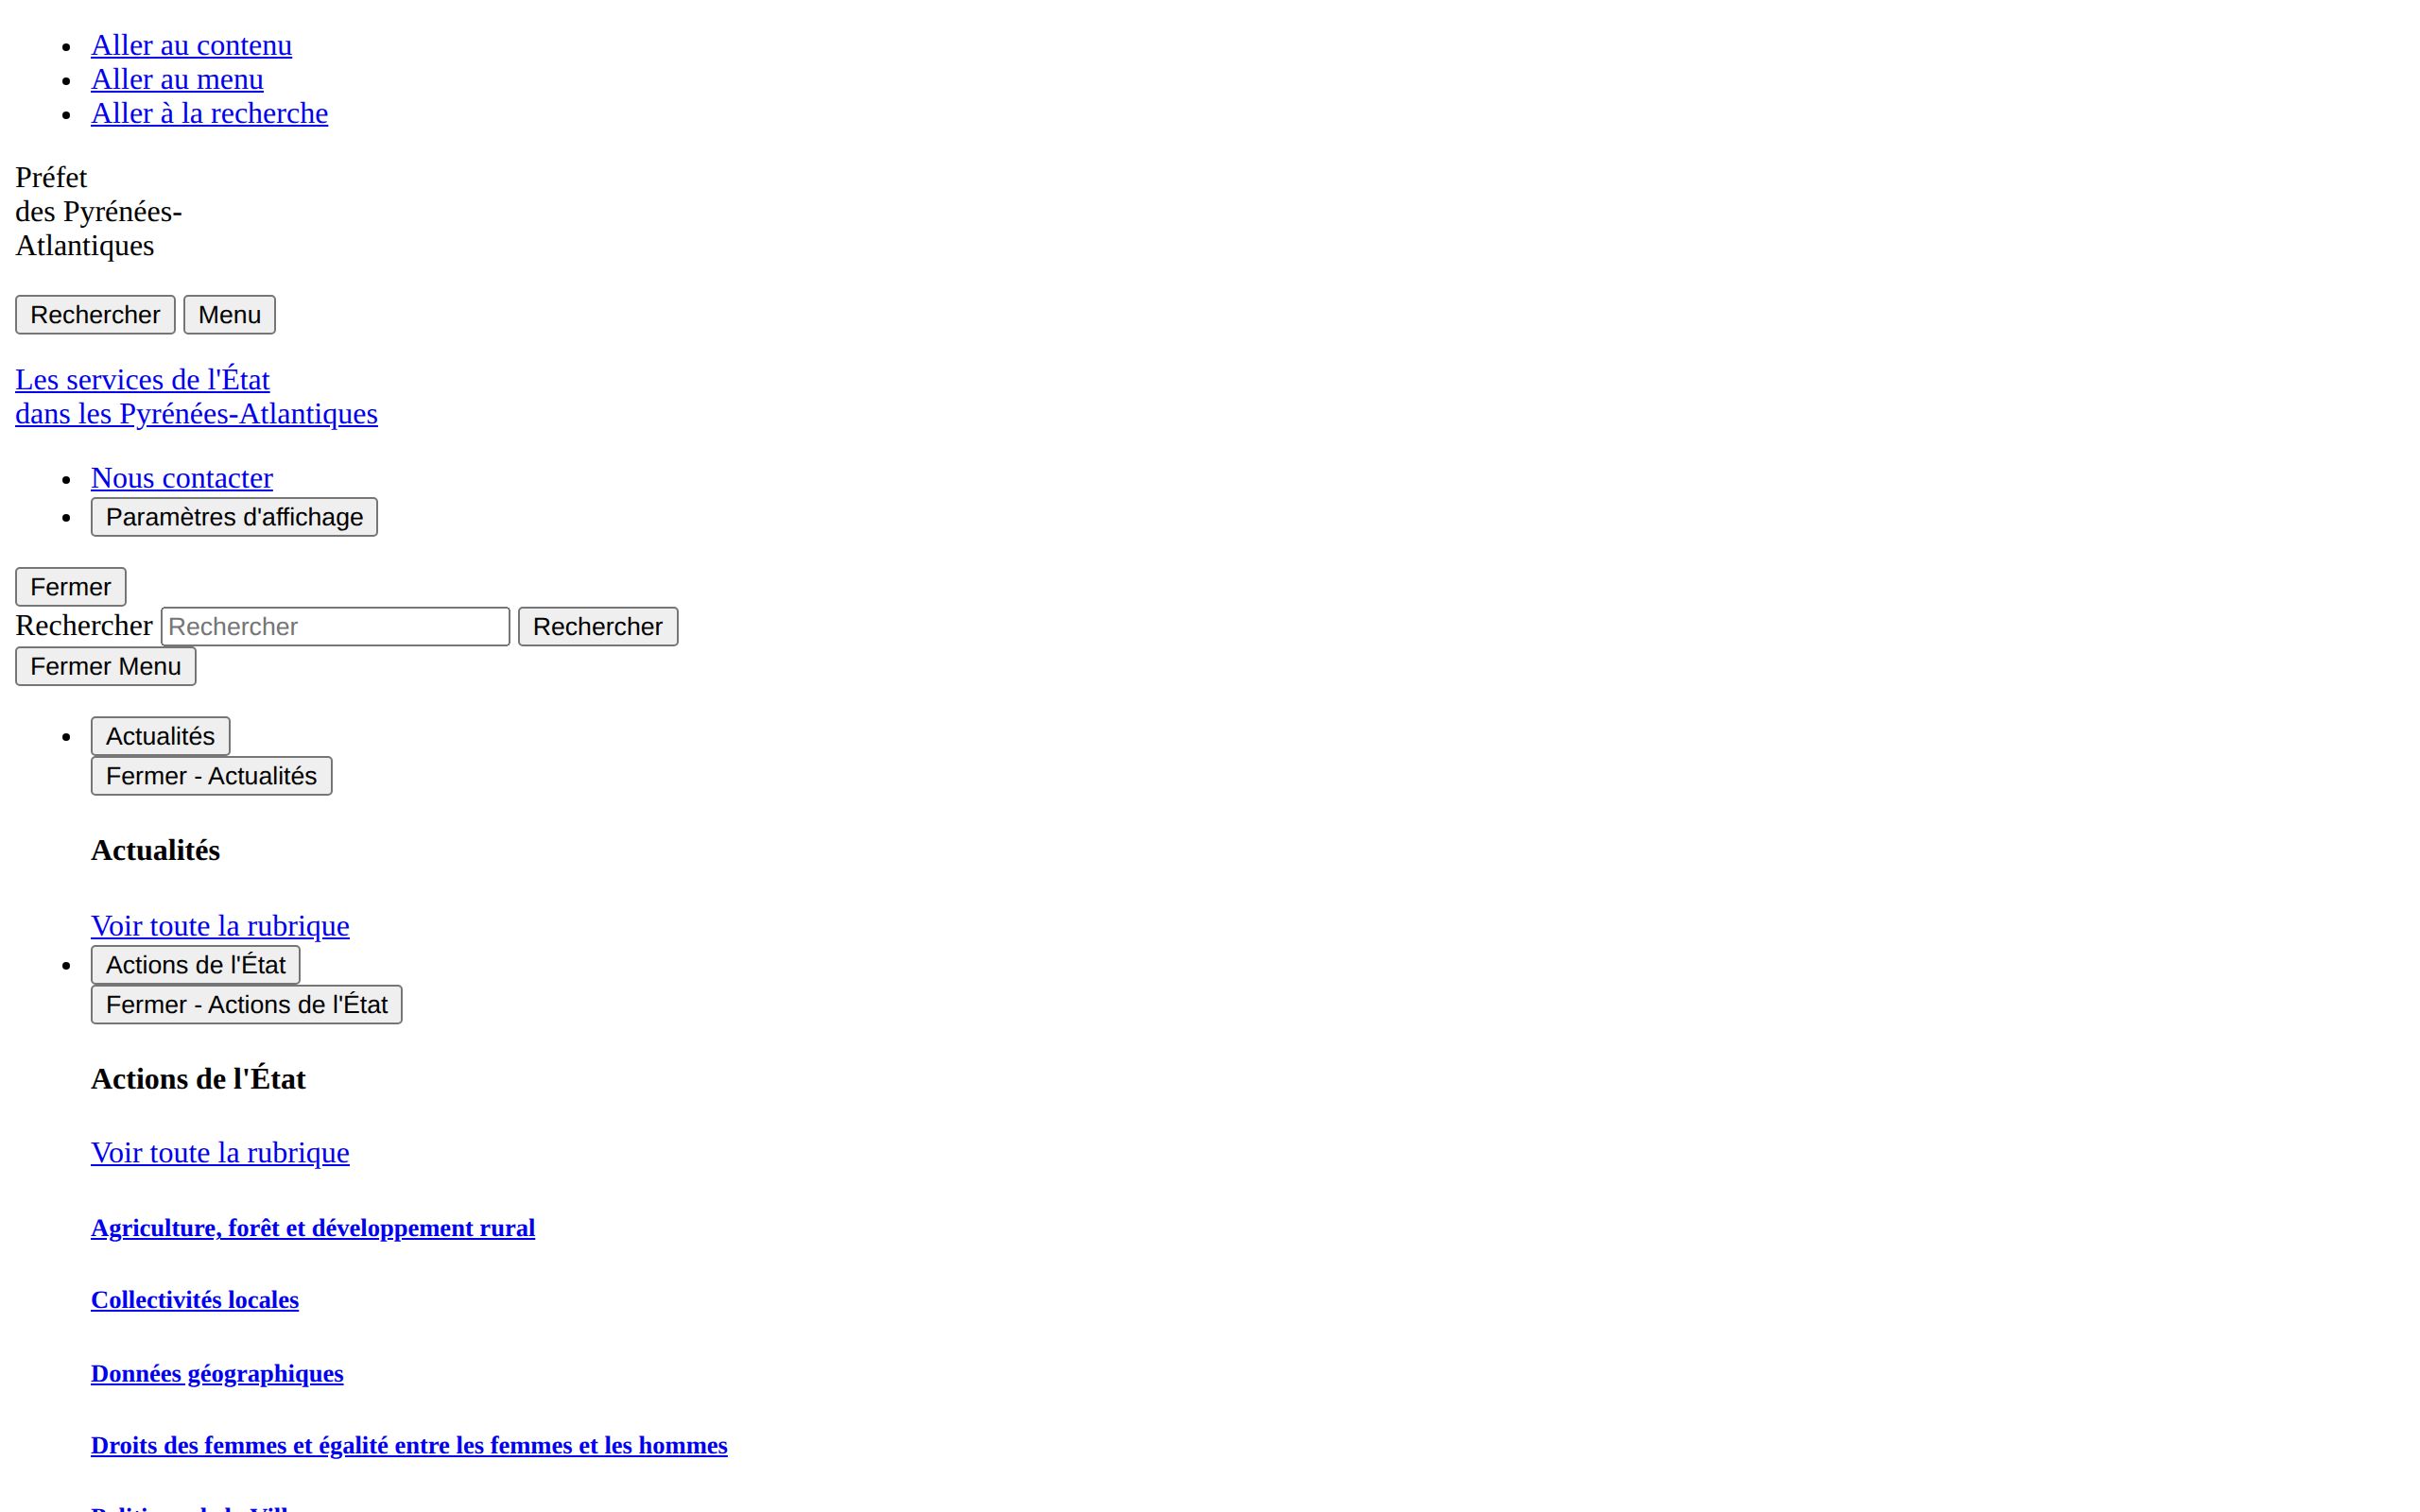 Aller au contenu
Aller au menu
Aller à la recherche
Préfet
des Pyrénées-
Atlantiques
Rechercher Menu
Les services de l'État
dans les Pyrénées-Atlantiques
Nous contacter
Paramètres d'affichage
Fermer
Rechercher Rechercher Rechercher
Fermer Menu
Actualités
Fermer - Actualités
Actualités
Voir toute la rubrique
Actions de l'État
Fermer - Actions de l'État
Actions de l'État
Voir toute la rubrique
Agriculture, forêt et développement rural
Collectivités locales
Données géographiques
Droits des femmes et égalité entre les femmes et les hommes